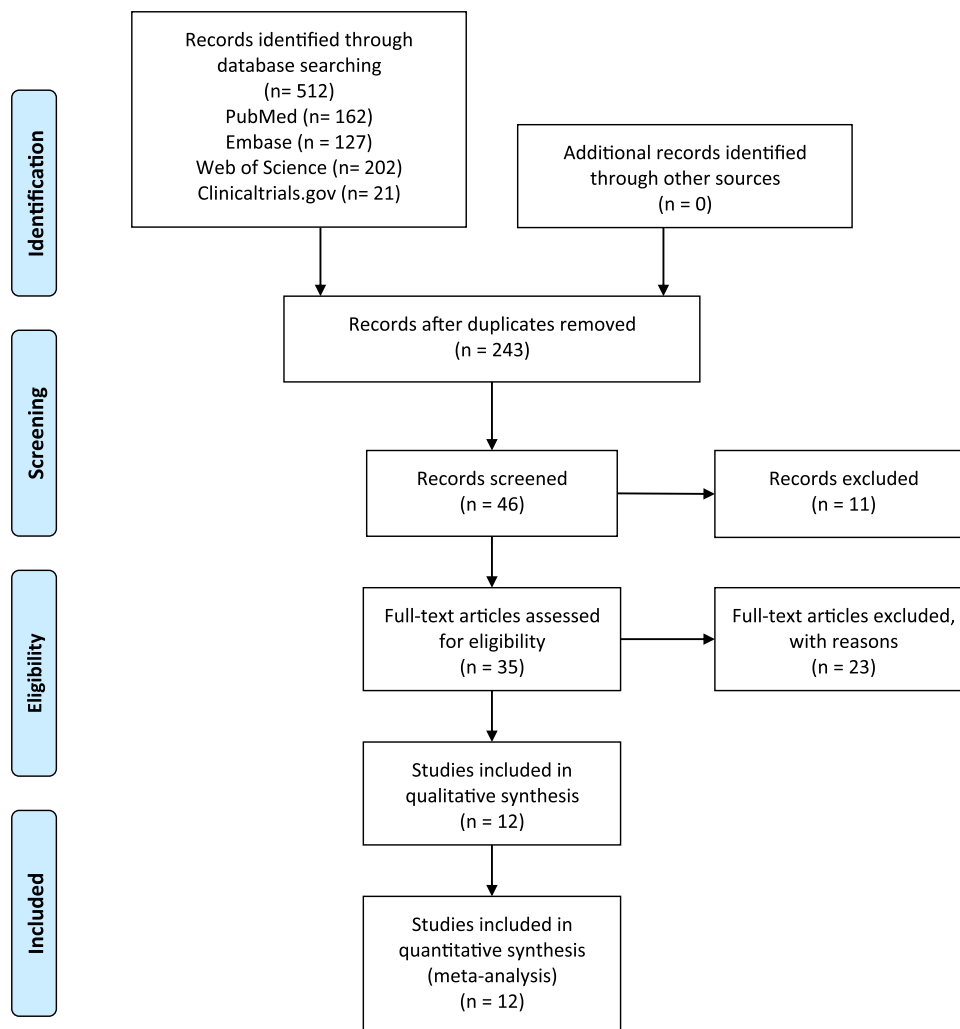 Identification
Records identified through
database searching
(n= 512)
PubMed (n= 162)
Embase (n = 127)
Web of Science (n= 202)
Clinicaltrials.gov (n= 21)
Additional records identified
through other sources
(n = 0)
Records after duplicates removed
(n = 243)
Screening
Records screened
(n = 46)
Records excluded
(n = 11)
Eligibility
Full-text articles assessed
for eligibility
(n = 35)
Full-text articles excluded,
with reasons
(n = 23)
Studies included in
qualitative synthesis
(n = 12)
Included
Studies included in
quantitative synthesis
(meta-analysis)
(n = 12)